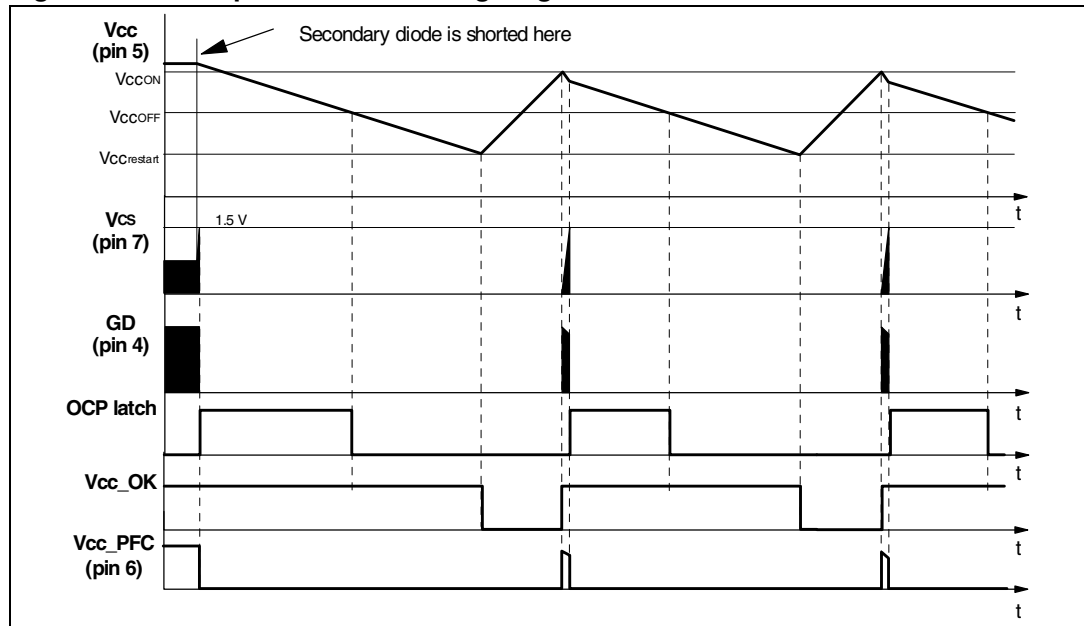 Vcc
(pin 5)
Secondary diode is shorted here
VccON
VccOFF
Vccrestart
t
Vcs
(pin 7)
1.5 V
t
GD
(pin 4)
t
OCP latch
t
Vcc_OK
t
Vcc_PFC
(pin 6)
t